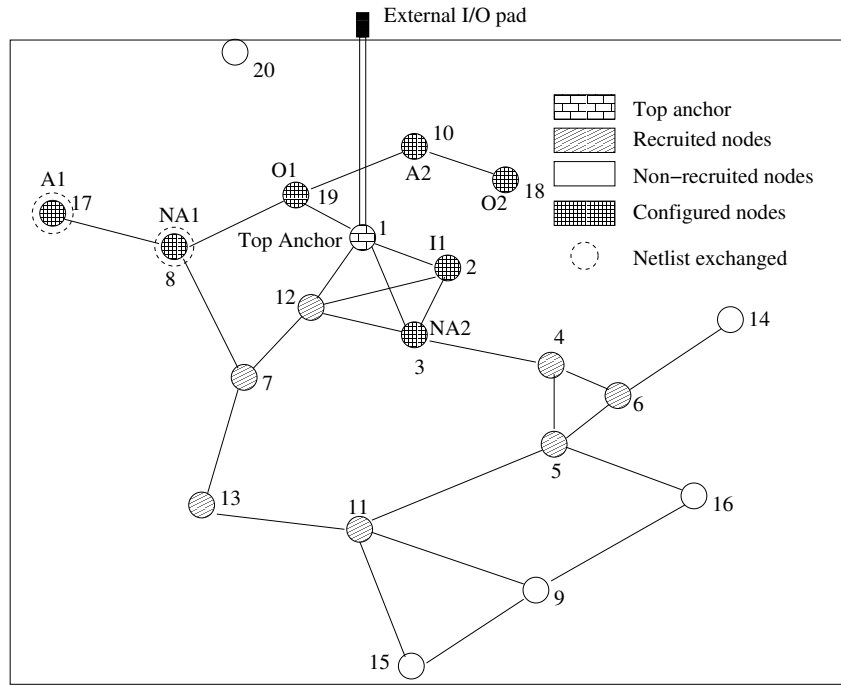 External I/O pad
20
Top anchor
10
Recruited nodes
O1
A2
A1
19
Non−recruited nodes
O2
18
17
NA1
1
Configured nodes
Top Anchor
I1
8
2
Netlist exchanged
12
NA2
14
3
4
7
6
5
13
11
16
9
15